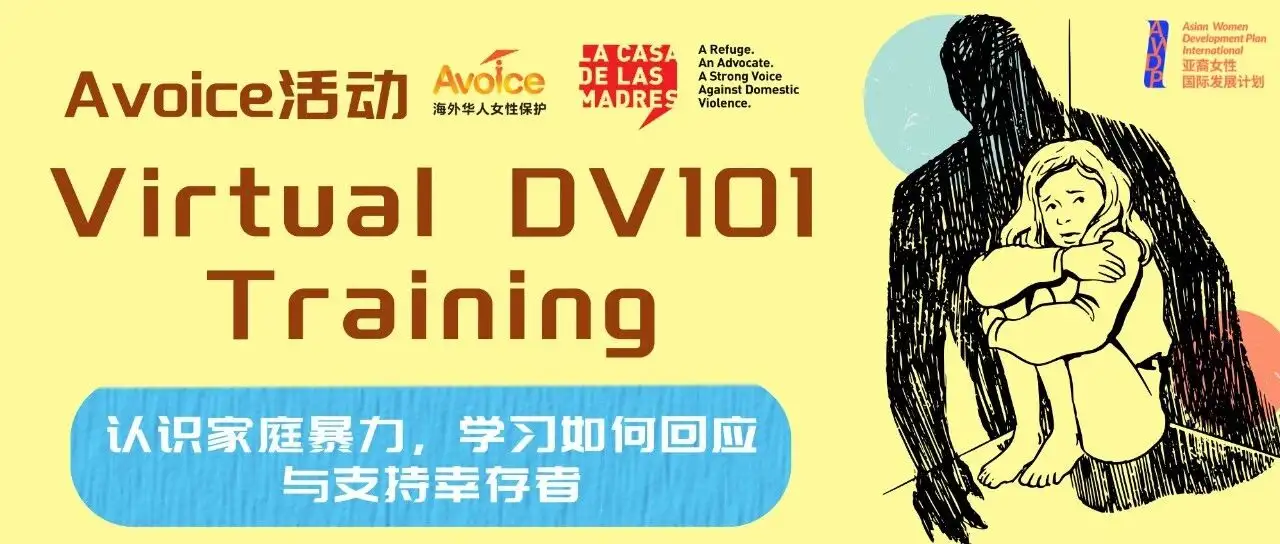 Avoice活动
Avoice
海外华人女性保护
LA CASA
DE LAS
MADRES
A Refuge.
An Advocate.
A Strong Voice
Against Domestic
Violence.
AWDP
Asian Women
Development Plan
International
亚裔女性
国际发展计划
Virtual DV101
Training
认识家庭暴力，学习如何回应
与支持幸存者